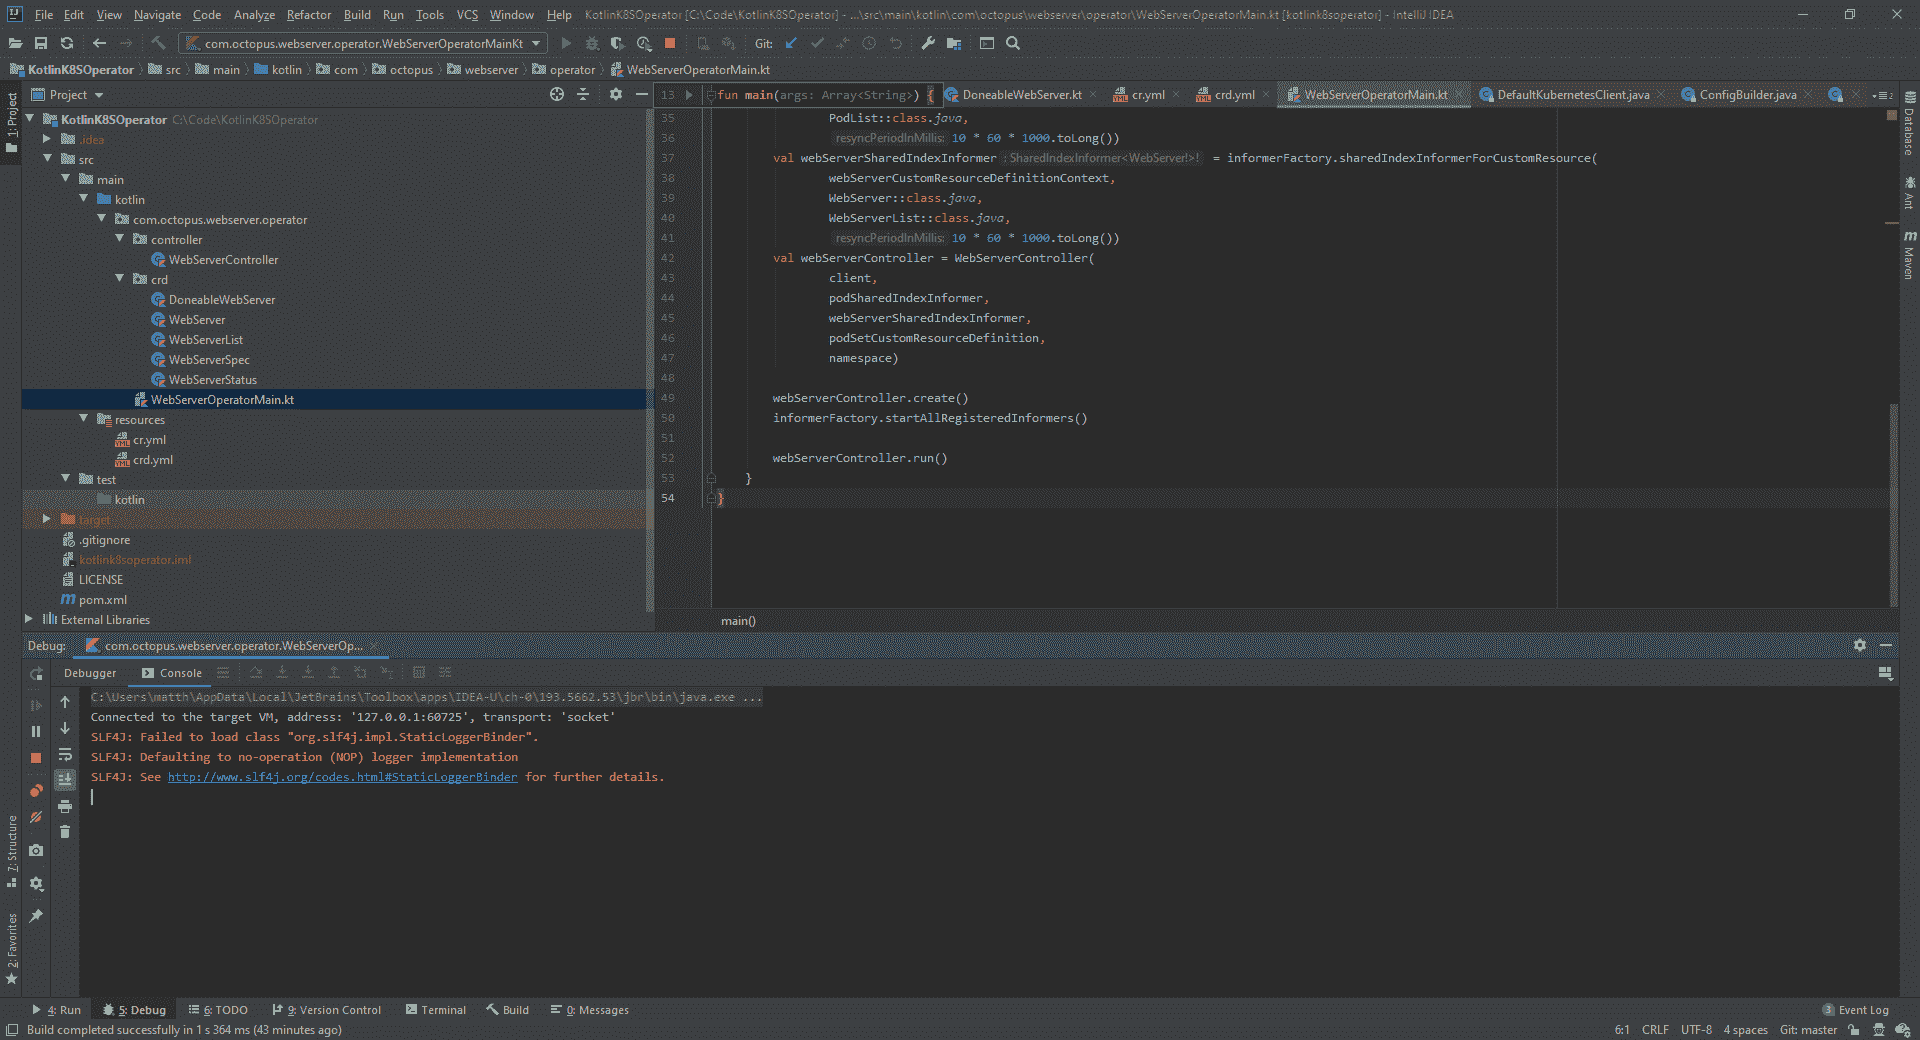 File Edit View Navigate Code Analyze Refactor Build Run Tools VCS Window Help KotlinK8SOperator [C:\Code\KotlinK8SOperator] - ...\src\main\kotlin\com\octopus\webserver\operator\WebServerOperatorMain.kt [kotlink8soperator] - IntelliJ IDEA
com.octopus.webserver.operator.WebServerOperatorMainKt Git:
KotlinK8SOperator src main kotlin com octopus webserver operator WebServerOperatorMain.kt
1: Project
Project
KotlinK8SOperator C:\Code\KotlinK8SOperator
.idea
src
main
kotlin
com.octopus.webserver.operator
controller
WebServerController
crd
DoneableWebServer
WebServer
WebServerList
WebServerSpec
WebServerStatus
WebServerOperatorMain.kt
resources
cr.yml
crd.yml
test
kotlin
target
.gitignore
kotlink8soperator.iml
LICENSE
pom.xml
External Libraries
DoneableWebServer.kt cr.yml crd.yml WebServerOperatorMain.kt DefaultKubernetesClient.java ConfigBuilder.java
13 fun main(args: Array<String>) {
35 PodList::class.java,
36 resyncPeriodInMillis: 10 * 60 * 1000.toLong())
37 val webServerSharedIndexInformer : SharedIndexInformer<WebServer!>! = informerFactory.sharedIndexInformerForCustomResource(
38 webServerCustomResourceDefinitionContext,
39 WebServer::class.java,
40 WebServerList::class.java,
41 resyncPeriodInMillis: 10 * 60 * 1000.toLong())
42 val webServerController = WebServerController(
43 client,
44 podSharedIndexInformer,
45 webServerSharedIndexInformer,
46 podSetCustomResourceDefinition,
47 namespace)
48
49 webServerController.create()
50 informerFactory.startAllRegisteredInformers()
51
52 webServerController.run()
53 }
54 }
main()
Database
Ant
Maven
Debug: com.octopus.webserver.operator.WebServerOp...
Debugger Console
C:\Users\matth\AppData\Local\JetBrains\Toolbox\apps\IDEA-U\ch-0\193.5662.53\jbr\bin\java.exe ...
Connected to the target VM, address: '127.0.0.1:60725', transport: 'socket'
SLF4J: Failed to load class "org.slf4j.impl.StaticLoggerBinder".
SLF4J: Defaulting to no-operation (NOP) logger implementation
SLF4J: See http://www.slf4j.org/codes.html#StaticLoggerBinder for further details.
7: Structure
2: Favorites
4: Run 5: Debug 6: TODO 9: Version Control Terminal Build 0: Messages 3 Event Log
Build completed successfully in 1 s 364 ms (43 minutes ago) 6:1 CRLF UTF-8 4 spaces Git: master